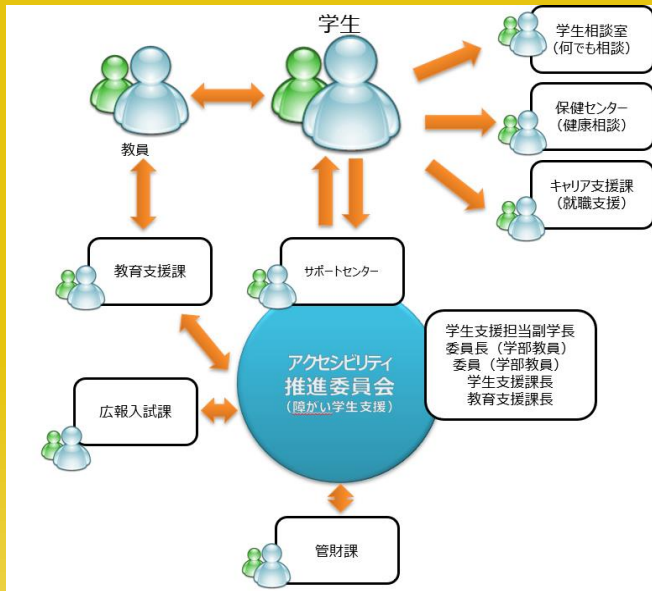 学生
学生相談室
(何でも相談)
教員
保健センター
(健康相談)
キャリア支援課
(就職支援)
教育支援課
サポートセンター
アクセシビリティ
推進委員会
(障がい学生支援)
学生支援担当副学長
委員長（学部教員）
委員（学部教員）
学生支援課長
教育支援課長
広報入試課
管財課